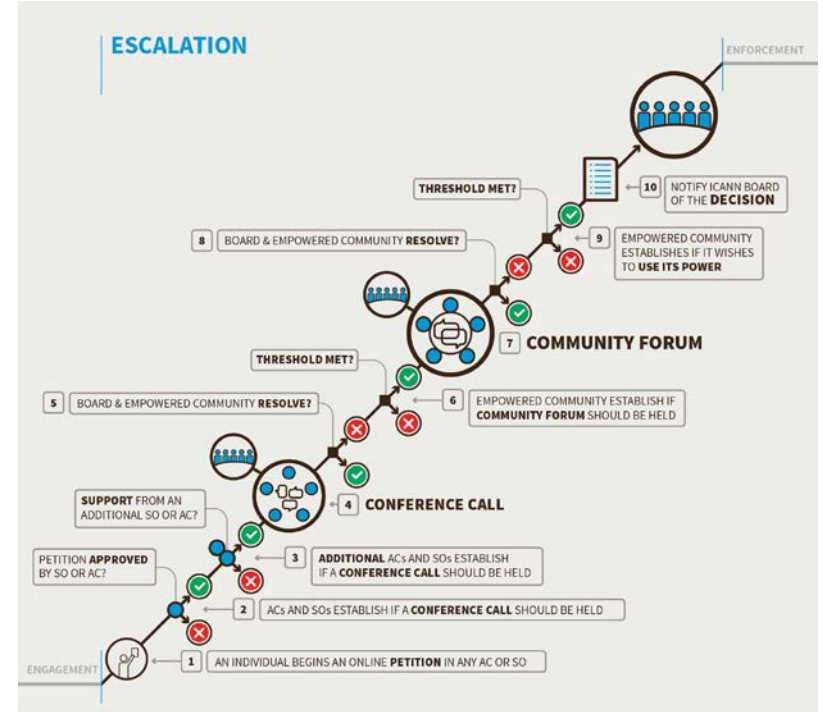 ESCALATION
ENFORCEMENT
THRESHOLD MET?
10
NOTIFY ICANN BOARD
OF THE DECISION
8
BOARD & EMPOWERED COMMUNITY RESOLVE?
9
EMPOWERED COMMUNITY
ESTABLISHES IF IT WISHES
TO USE ITS POWER
7
COMMUNITY FORUM
THRESHOLD MET?
5
BOARD & EMPOWERED COMMUNITY RESOLVE?
6
EMPOWERED COMMUNITY ESTABLISH IF
COMMUNITY FORUM SHOULD BE HELD
4
CONFERENCE CALL
SUPPORT FROM AN
ADDITIONAL SO OR AC?
PETITION APPROVED
BY SO OR AC?
3
ADDITIONAL ACs AND SOs ESTABLISH
IF A CONFERENCE CALL SHOULD BE HELD
2
ACs AND SOs ESTABLISH IF A CONFERENCE CALL SHOULD BE HELD
ENGAGEMENT
1
AN INDIVIDUAL BEGINS AN ONLINE PETITION IN ANY AC OR SO